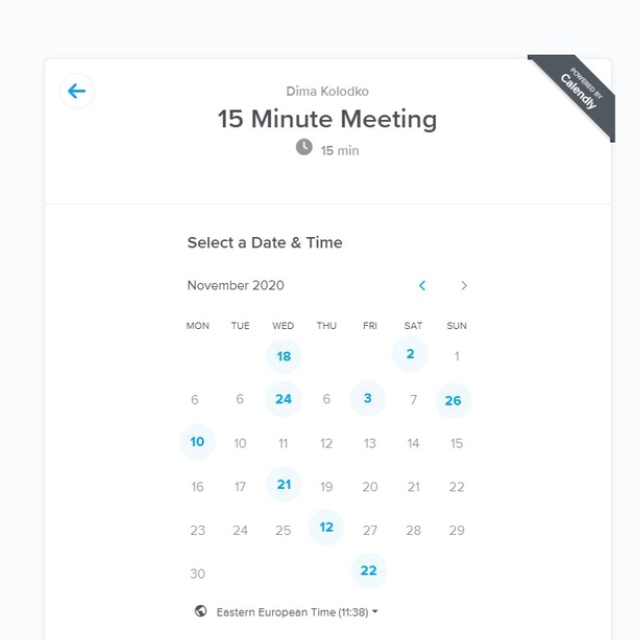 POWERED BY
Calendly
Dima Kolodko
15 Minute Meeting
15 min
Select a Date & Time
November 2020
MON TUE WED THU FRI SAT SUN
18 2 1
6 6 24 6 3 7 26
10 10 11 12 13 14 15
16 17 21 19 20 21 22
23 24 25 12 27 28 29
30 22
Eastern European Time (11:38)